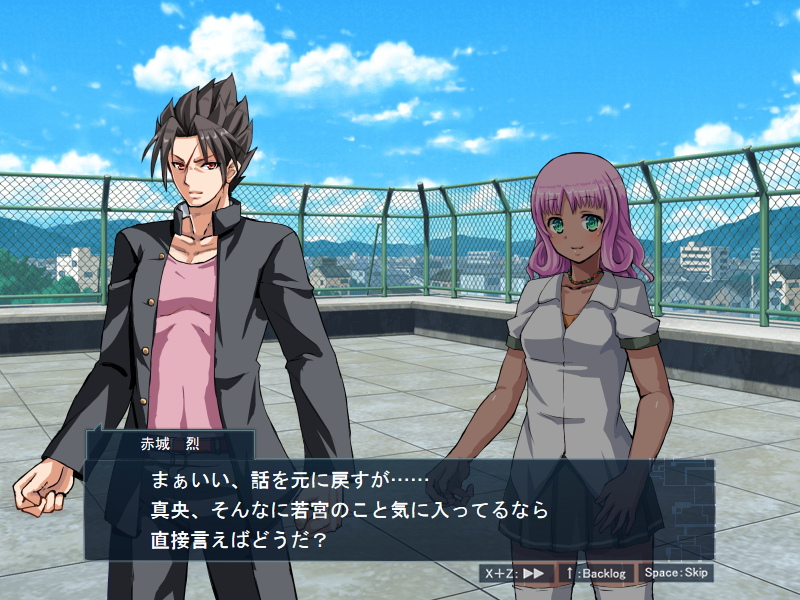 赤城　烈
まぁいい、話を元に戻すが……
真央、そんなに若宮のこと気に入ってるなら
直接言えばどうだ？
X+Z:▶▶ ↑:Backlog Space:Skip